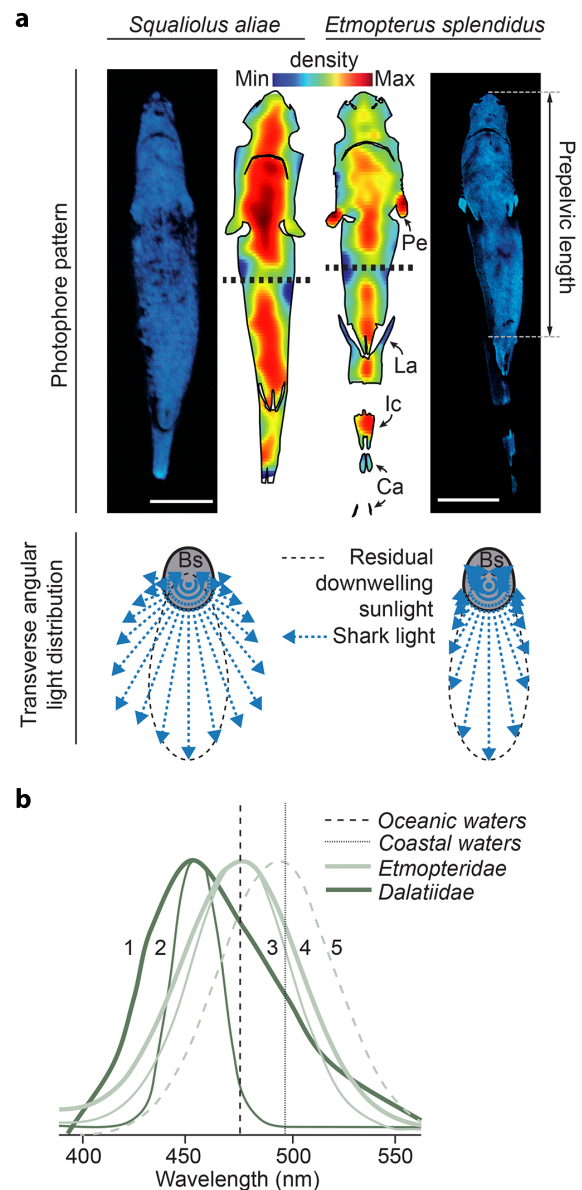 a
Squaliolus aliae
Etmopterus splendidus
density
Min
Max
Photophore pattern
Prepelvic length
Pe
La
Ic
Ca
Transverse angular
light distribution
Bs
Residual
downwelling
sunlight
Shark light
Bs
b
Oceanic waters
Coastal waters
Etmopteridae
Dalatiidae
1
2
3
4
5
400
450
500
550
Wavelength (nm)